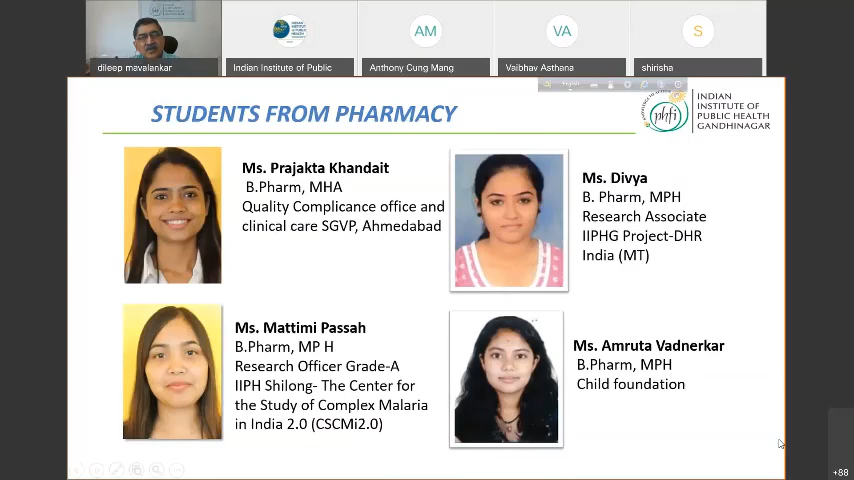 AM
VA
S
dileep mavalankar
Indian Institute of Public
Anthony Cung Mang
Vaibhav Asthana
shirisha
English
STUDENTS FROM PHARMACY
phfi
INDIAN
INSTITUTE OF
PUBLIC HEALTH
GANDHINAGAR
Ms. Prajakta Khandait
B.Pharm, MHA
Quality Complicance office and
clinical care SGVP, Ahmedabad
Ms. Divya
B. Pharm, MPH
Research Associate
IIPHG Project-DHR
India (MT)
Ms. Mattimi Passah
B.Pharm, MP H
Research Officer Grade-A
IIPH Shilong- The Center for
the Study of Complex Malaria
in India 2.0 (CSCMi2.0)
Ms. Amruta Vadnerkar
B.Pharm, MPH
Child foundation
+88